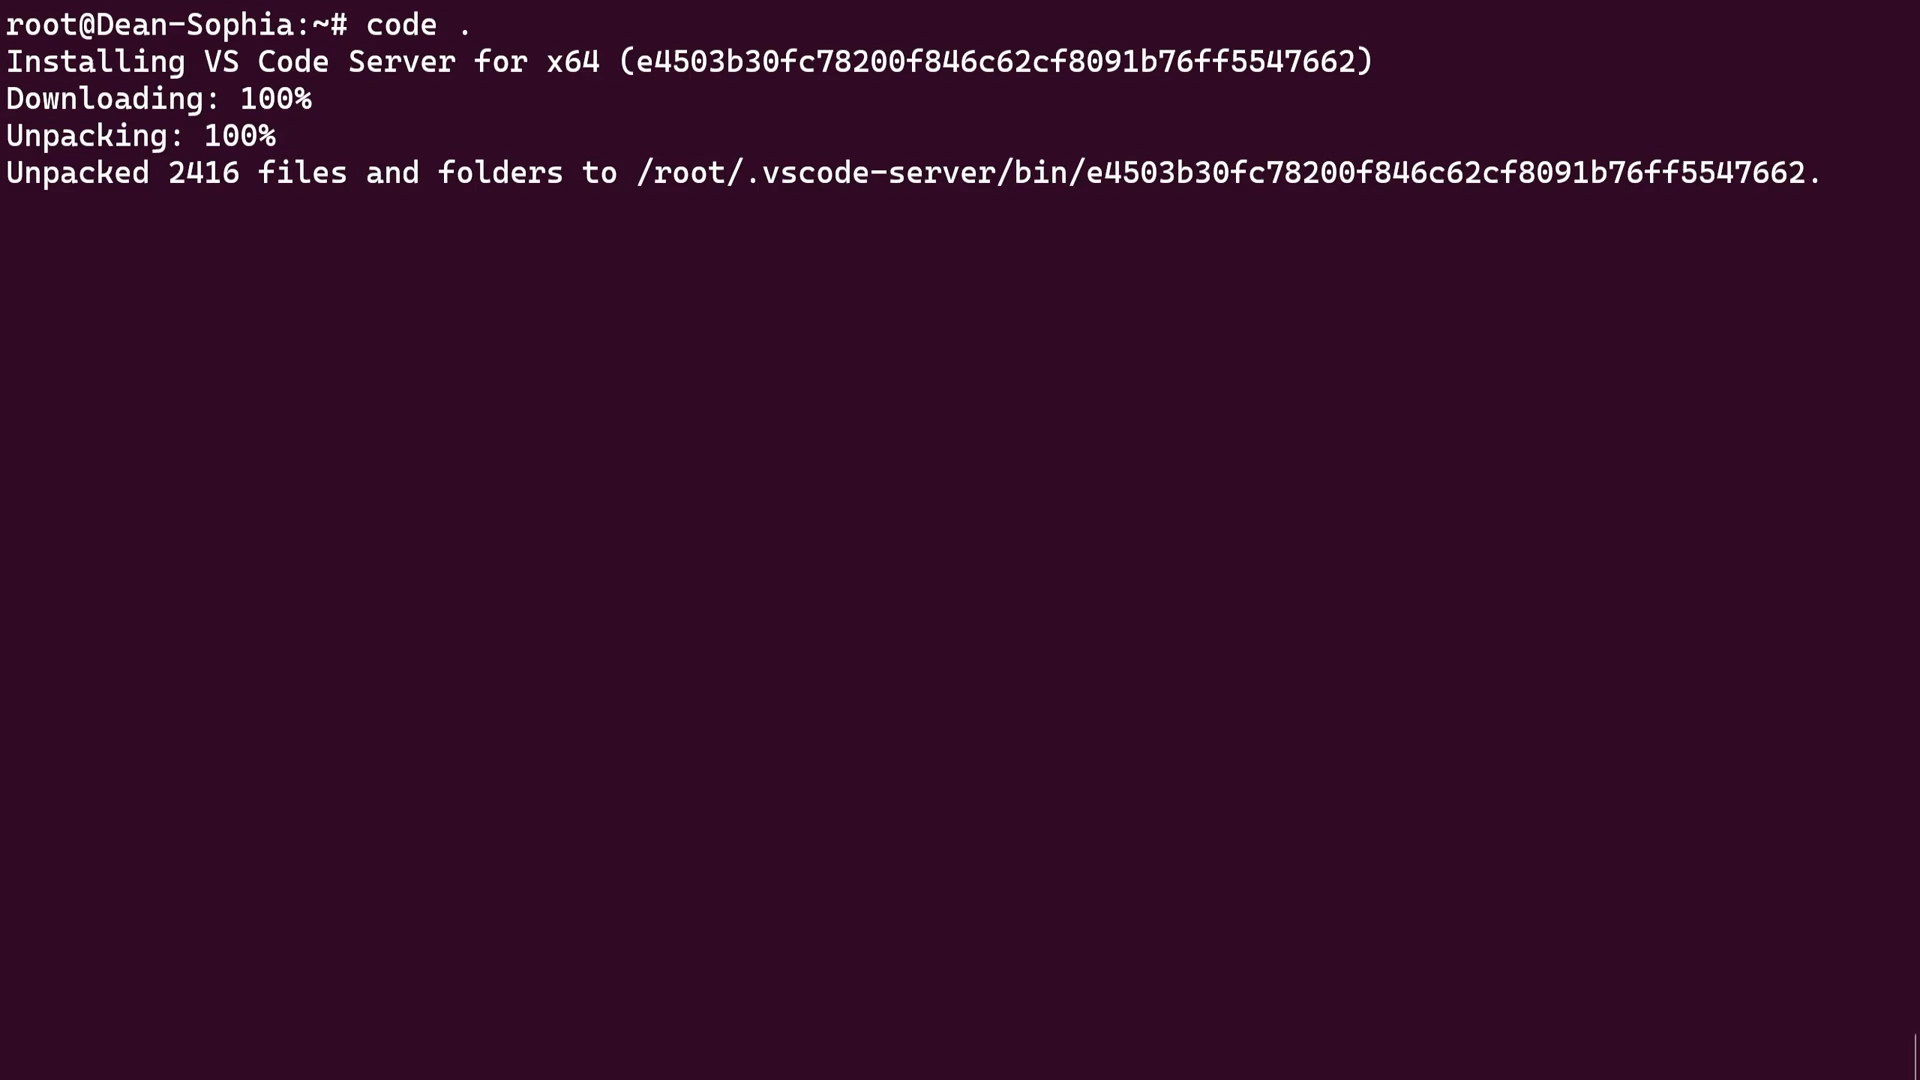 root@Dean-Sophia:~# code .
Installing VS Code Server for x64 (e4503b30fc78200f846c62cf8091b76ff5547662)
Downloading: 100%
Unpacking: 100%
Unpacked 2416 files and folders to /root/.vscode-server/bin/e4503b30fc78200f846c62cf8091b76ff5547662.